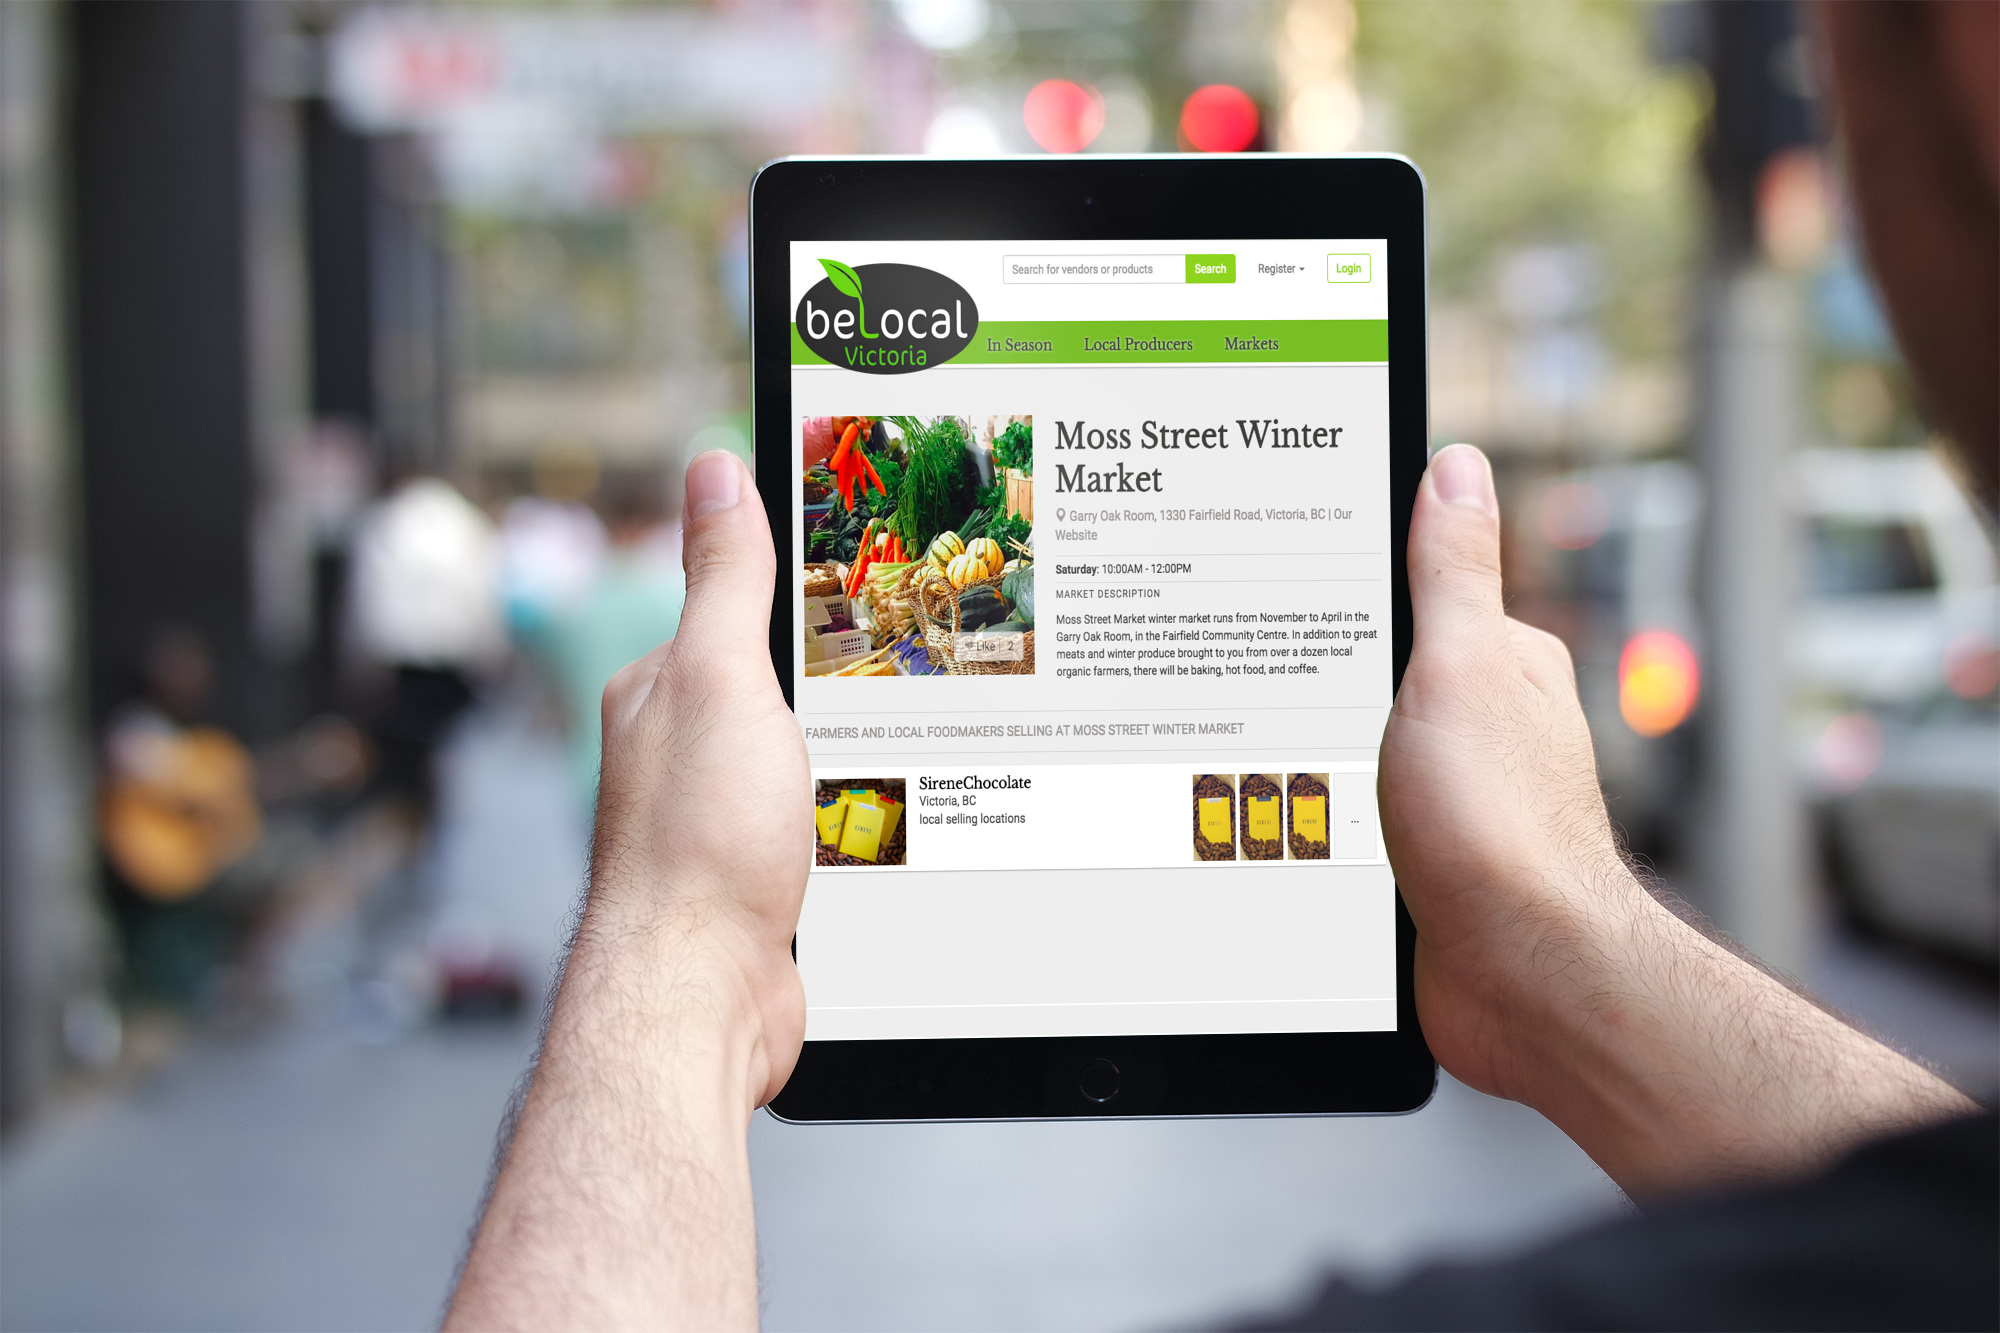 Search for vendors or products
Search
Register
Login
beLocal
Victoria
In Season
Local Producers
Markets
Moss Street Winter
Market
Garry Oak Room, 1330 Fairfield Road, Victoria, BC | Our
Website
Saturday: 10:00AM - 12:00PM
MARKET DESCRIPTION
Moss Street Market winter market runs from November to April in the
Garry Oak Room, in the Fairfield Community Centre. In addition to great
meats and winter produce brought to you from over a dozen local
organic farmers, there will be baking, hot food, and coffee.
Like 2
FARMERS AND LOCAL FOODMAKERS SELLING AT MOSS STREET WINTER MARKET
SireneChocolate
Victoria, BC
local selling locations
SIRENE
...